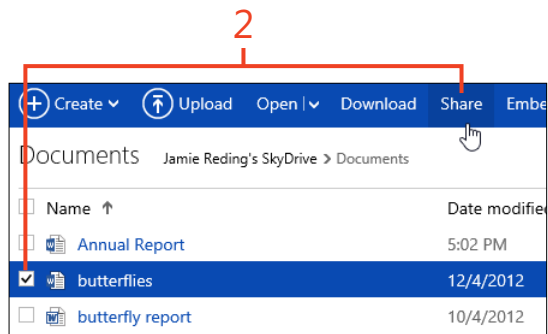 2
Create Upload Open Download Share Embe
Documents Jamie Reding's SkyDrive > Documents
Name ↑ Date modified
Annual Report 5:02 PM
butterflies 12/4/2012
butterfly report 10/4/2012